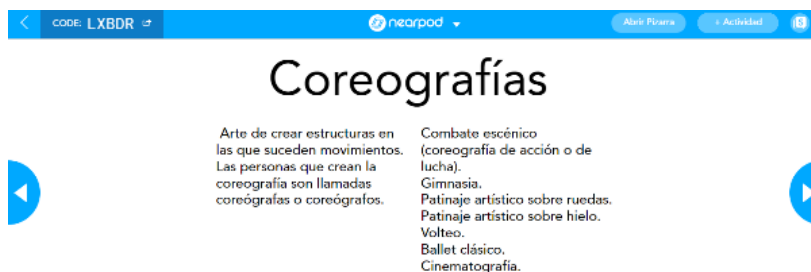 CODE: LXBDR
nearpod
Abrir Pizarra
+ Actividad
Coreografías
Arte de crear estructuras en
las que suceden movimientos.
Las personas que crean la
coreografía son llamadas
coreógrafas o coreógrafos.
Combate escénico
(coreografía de acción o de
lucha).
Gimnasia.
Patinaje artístico sobre ruedas.
Patinaje artístico sobre hielo.
Volteo.
Ballet clásico.
Cinematografía.